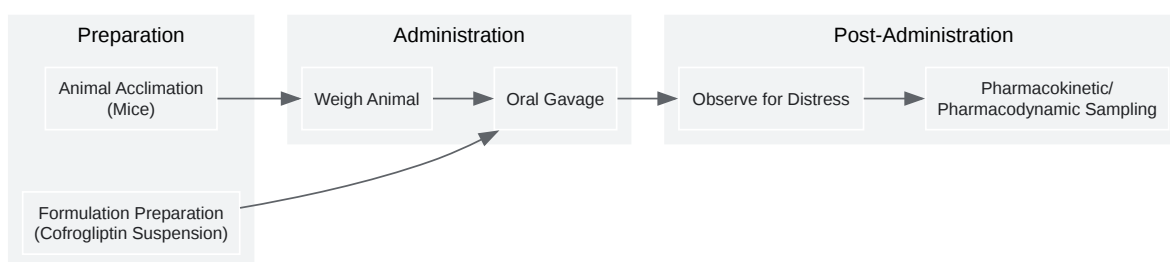 Preparation
Animal Acclimation
(Mice)
Formulation Preparation
(Cofrogliptin Suspension)
Administration
Weigh Animal
Oral Gavage
Post-Administration
Observe for Distress
Pharmacokinetic/
Pharmacodynamic Sampling